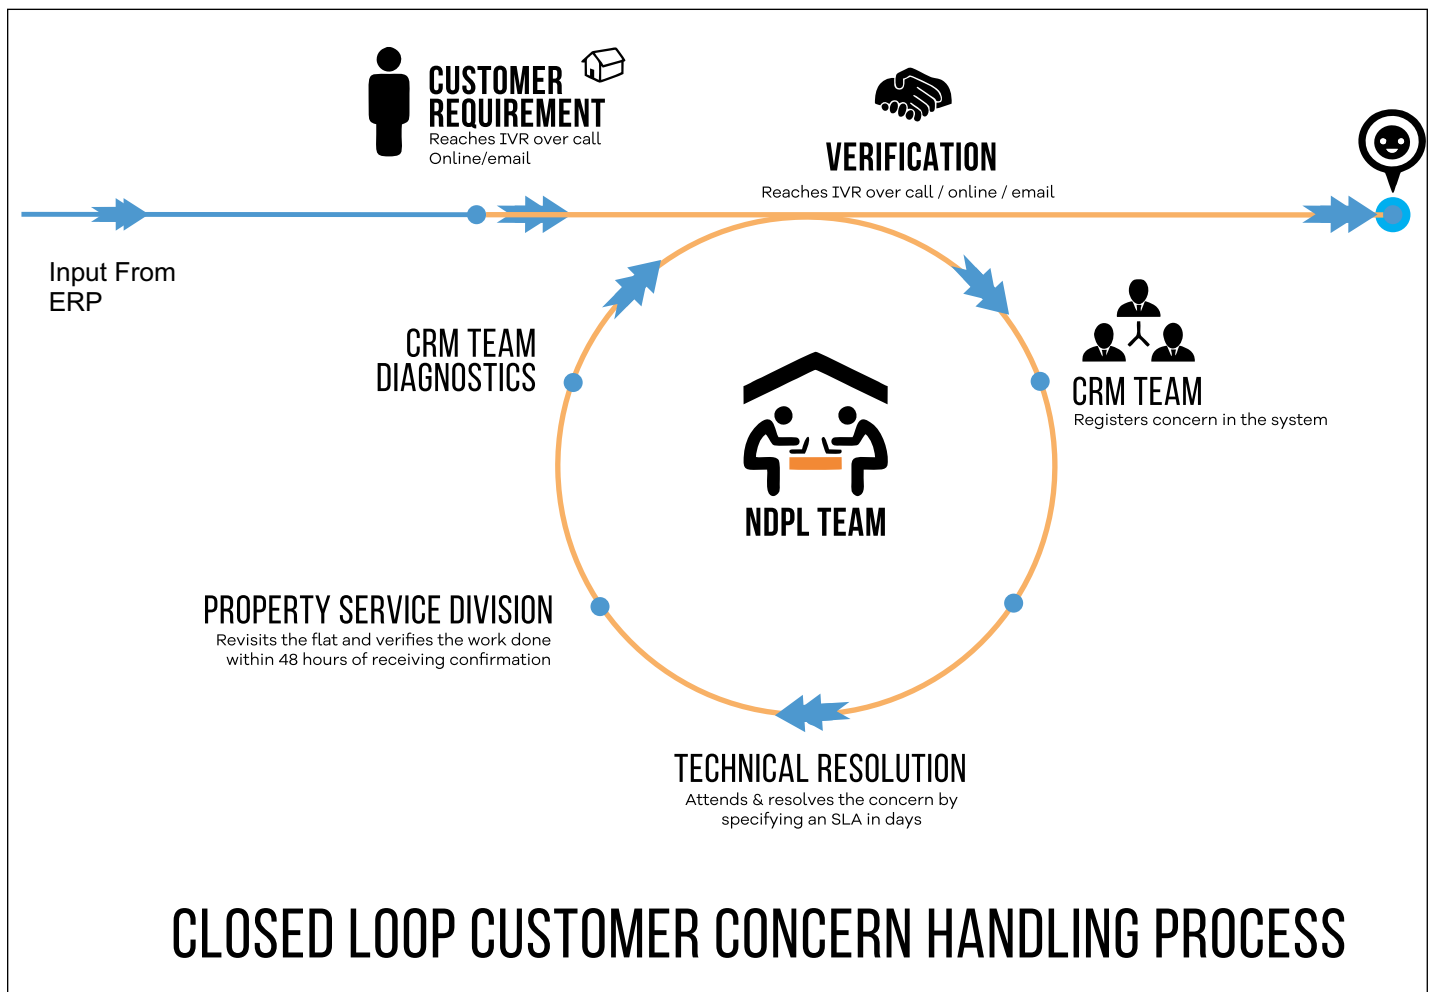 CUSTOMER
REQUIREMENT
Reaches IVR over call
Online/email
VERIFICATION
Reaches IVR over call / online / email
Input From
ERP
CRM TEAM
DIAGNOSTICS
CRM TEAM
Registers concern in the system
NDPL TEAM
PROPERTY SERVICE DIVISION
Revisits the flat and verifies the work done
within 48 hours of receiving confirmation
TECHNICAL RESOLUTION
Attends & resolves the concern by
specifying an SLA in days
CLOSED LOOP CUSTOMER CONCERN HANDLING PROCESS